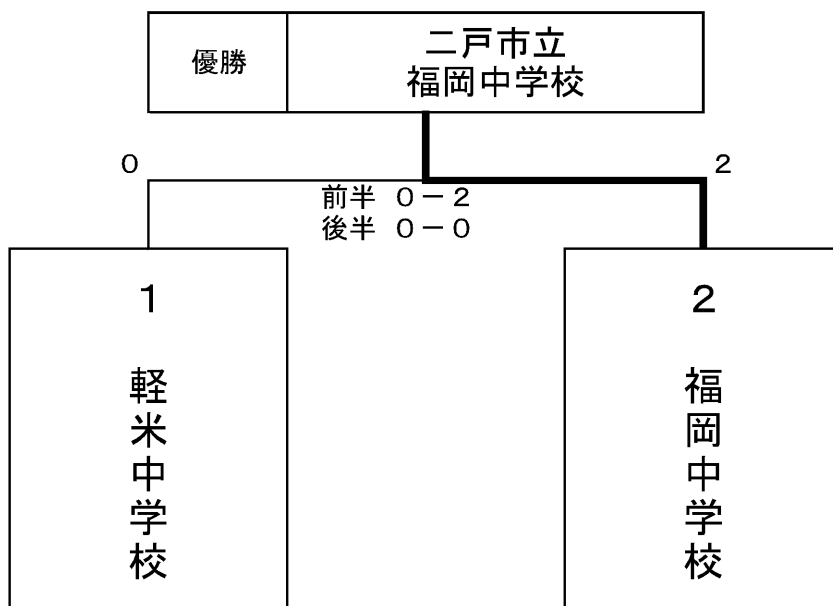 優勝
二戸市立
福岡中学校
０
２
前半 ０－２
後半 ０－０
１
軽米中学校
２
福岡中学校